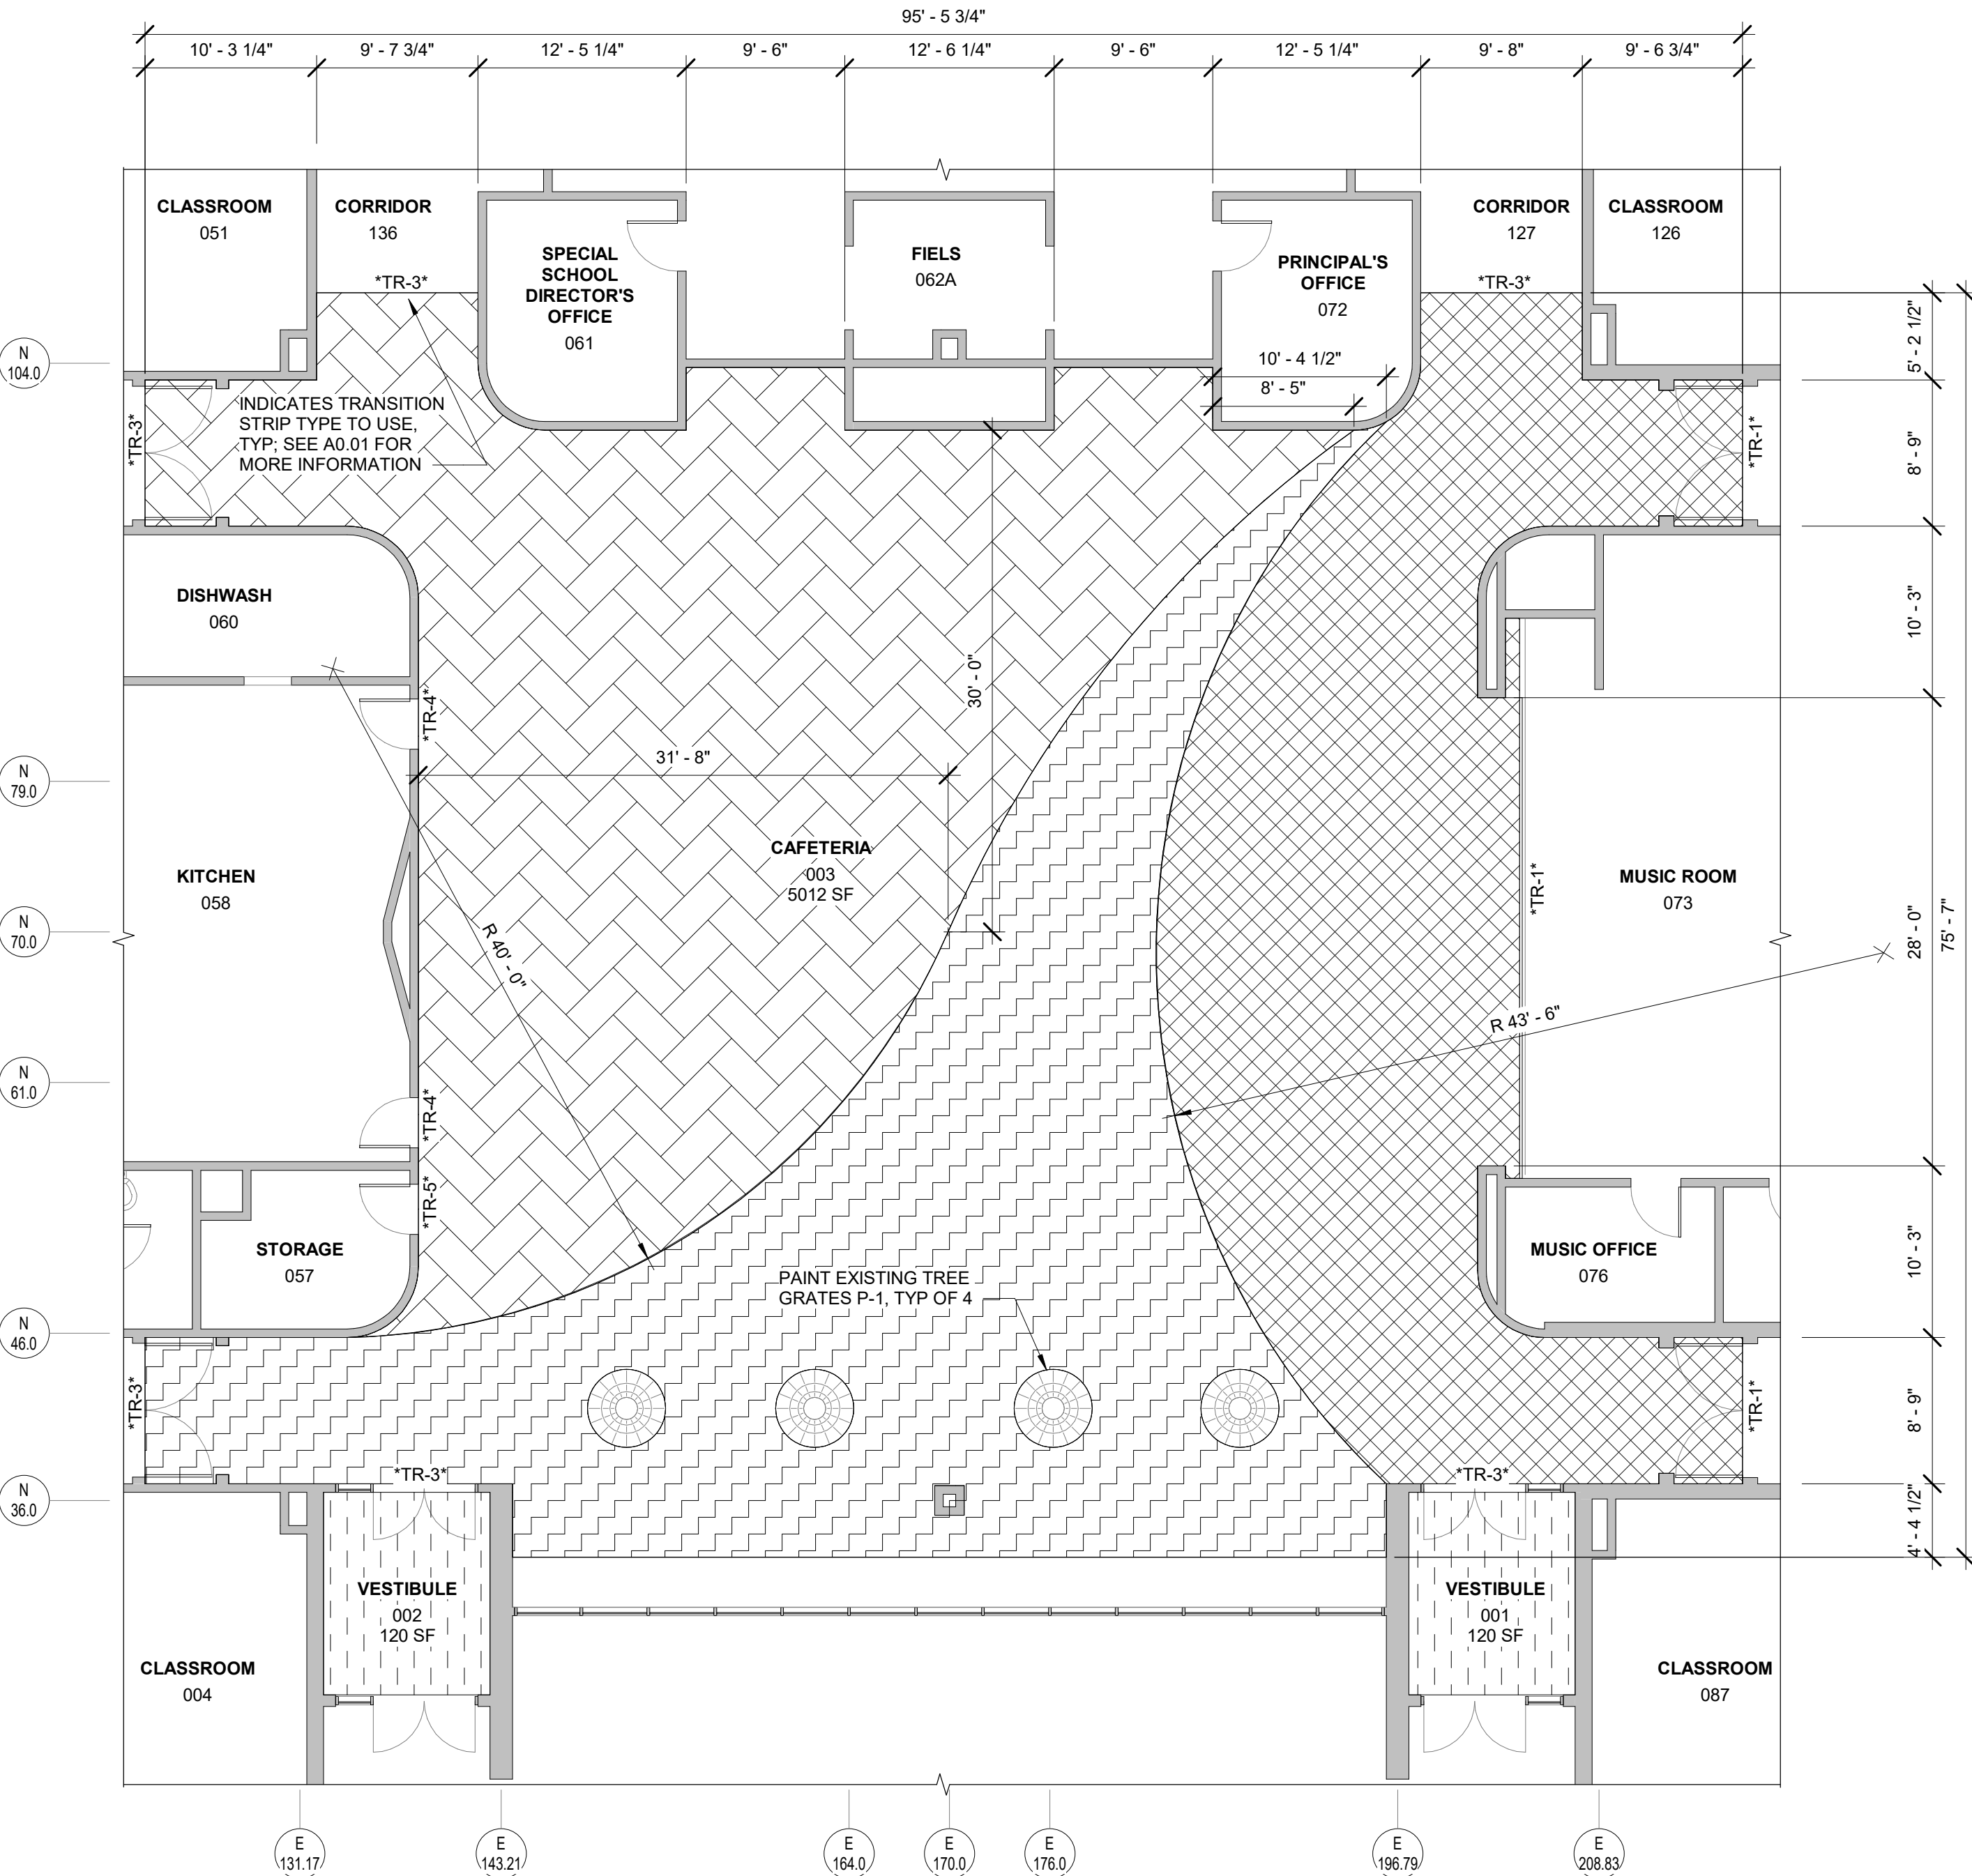 95' - 5 3/4"
10' - 3 1/4"
9' - 7 3/4"
12' - 5 1/4"
9' - 6"
12' - 6 1/4"
9' - 6"
12' - 5 1/4"
9' - 8"
9' - 6 3/4"
CLASSROOM
051
CORRIDOR
136
*TR-3*
SPECIAL
SCHOOL
DIRECTOR'S
OFFICE
061
FIELS
062A
PRINCIPAL'S
OFFICE
072
CORRIDOR
127
*TR-3*
CLASSROOM
126
10' - 4 1/2"
8' - 5"
N
104.0
*TR-3*
INDICATES TRANSITION
STRIP TYPE TO USE,
TYP; SEE A0.01 FOR
MORE INFORMATION
*TR-1*
5' - 2 1/2"
8' - 9"
10' - 3"
28' - 0"
75' - 7"
10' - 3"
8' - 9"
4' - 4 1/2"
DISHWASH
060
*TR-4*
30' - 0"
31' - 8"
N
79.0
CAFETERIA
003
5012 SF
KITCHEN
058
R 40' - 0"
*TR-1*
MUSIC ROOM
073
N
70.0
R 43' - 6"
N
61.0
*TR-4*
*TR-5*
STORAGE
057
PAINT EXISTING TREE
GRATES P-1, TYP OF 4
MUSIC OFFICE
076
N
46.0
*TR-3*
*TR-1*
*TR-3*
*TR-3*
N
36.0
VESTIBULE
002
120 SF
VESTIBULE
001
120 SF
CLASSROOM
004
CLASSROOM
087
E
131.17
E
143.21
E
164.0
E
170.0
E
176.0
E
196.79
E
208.83